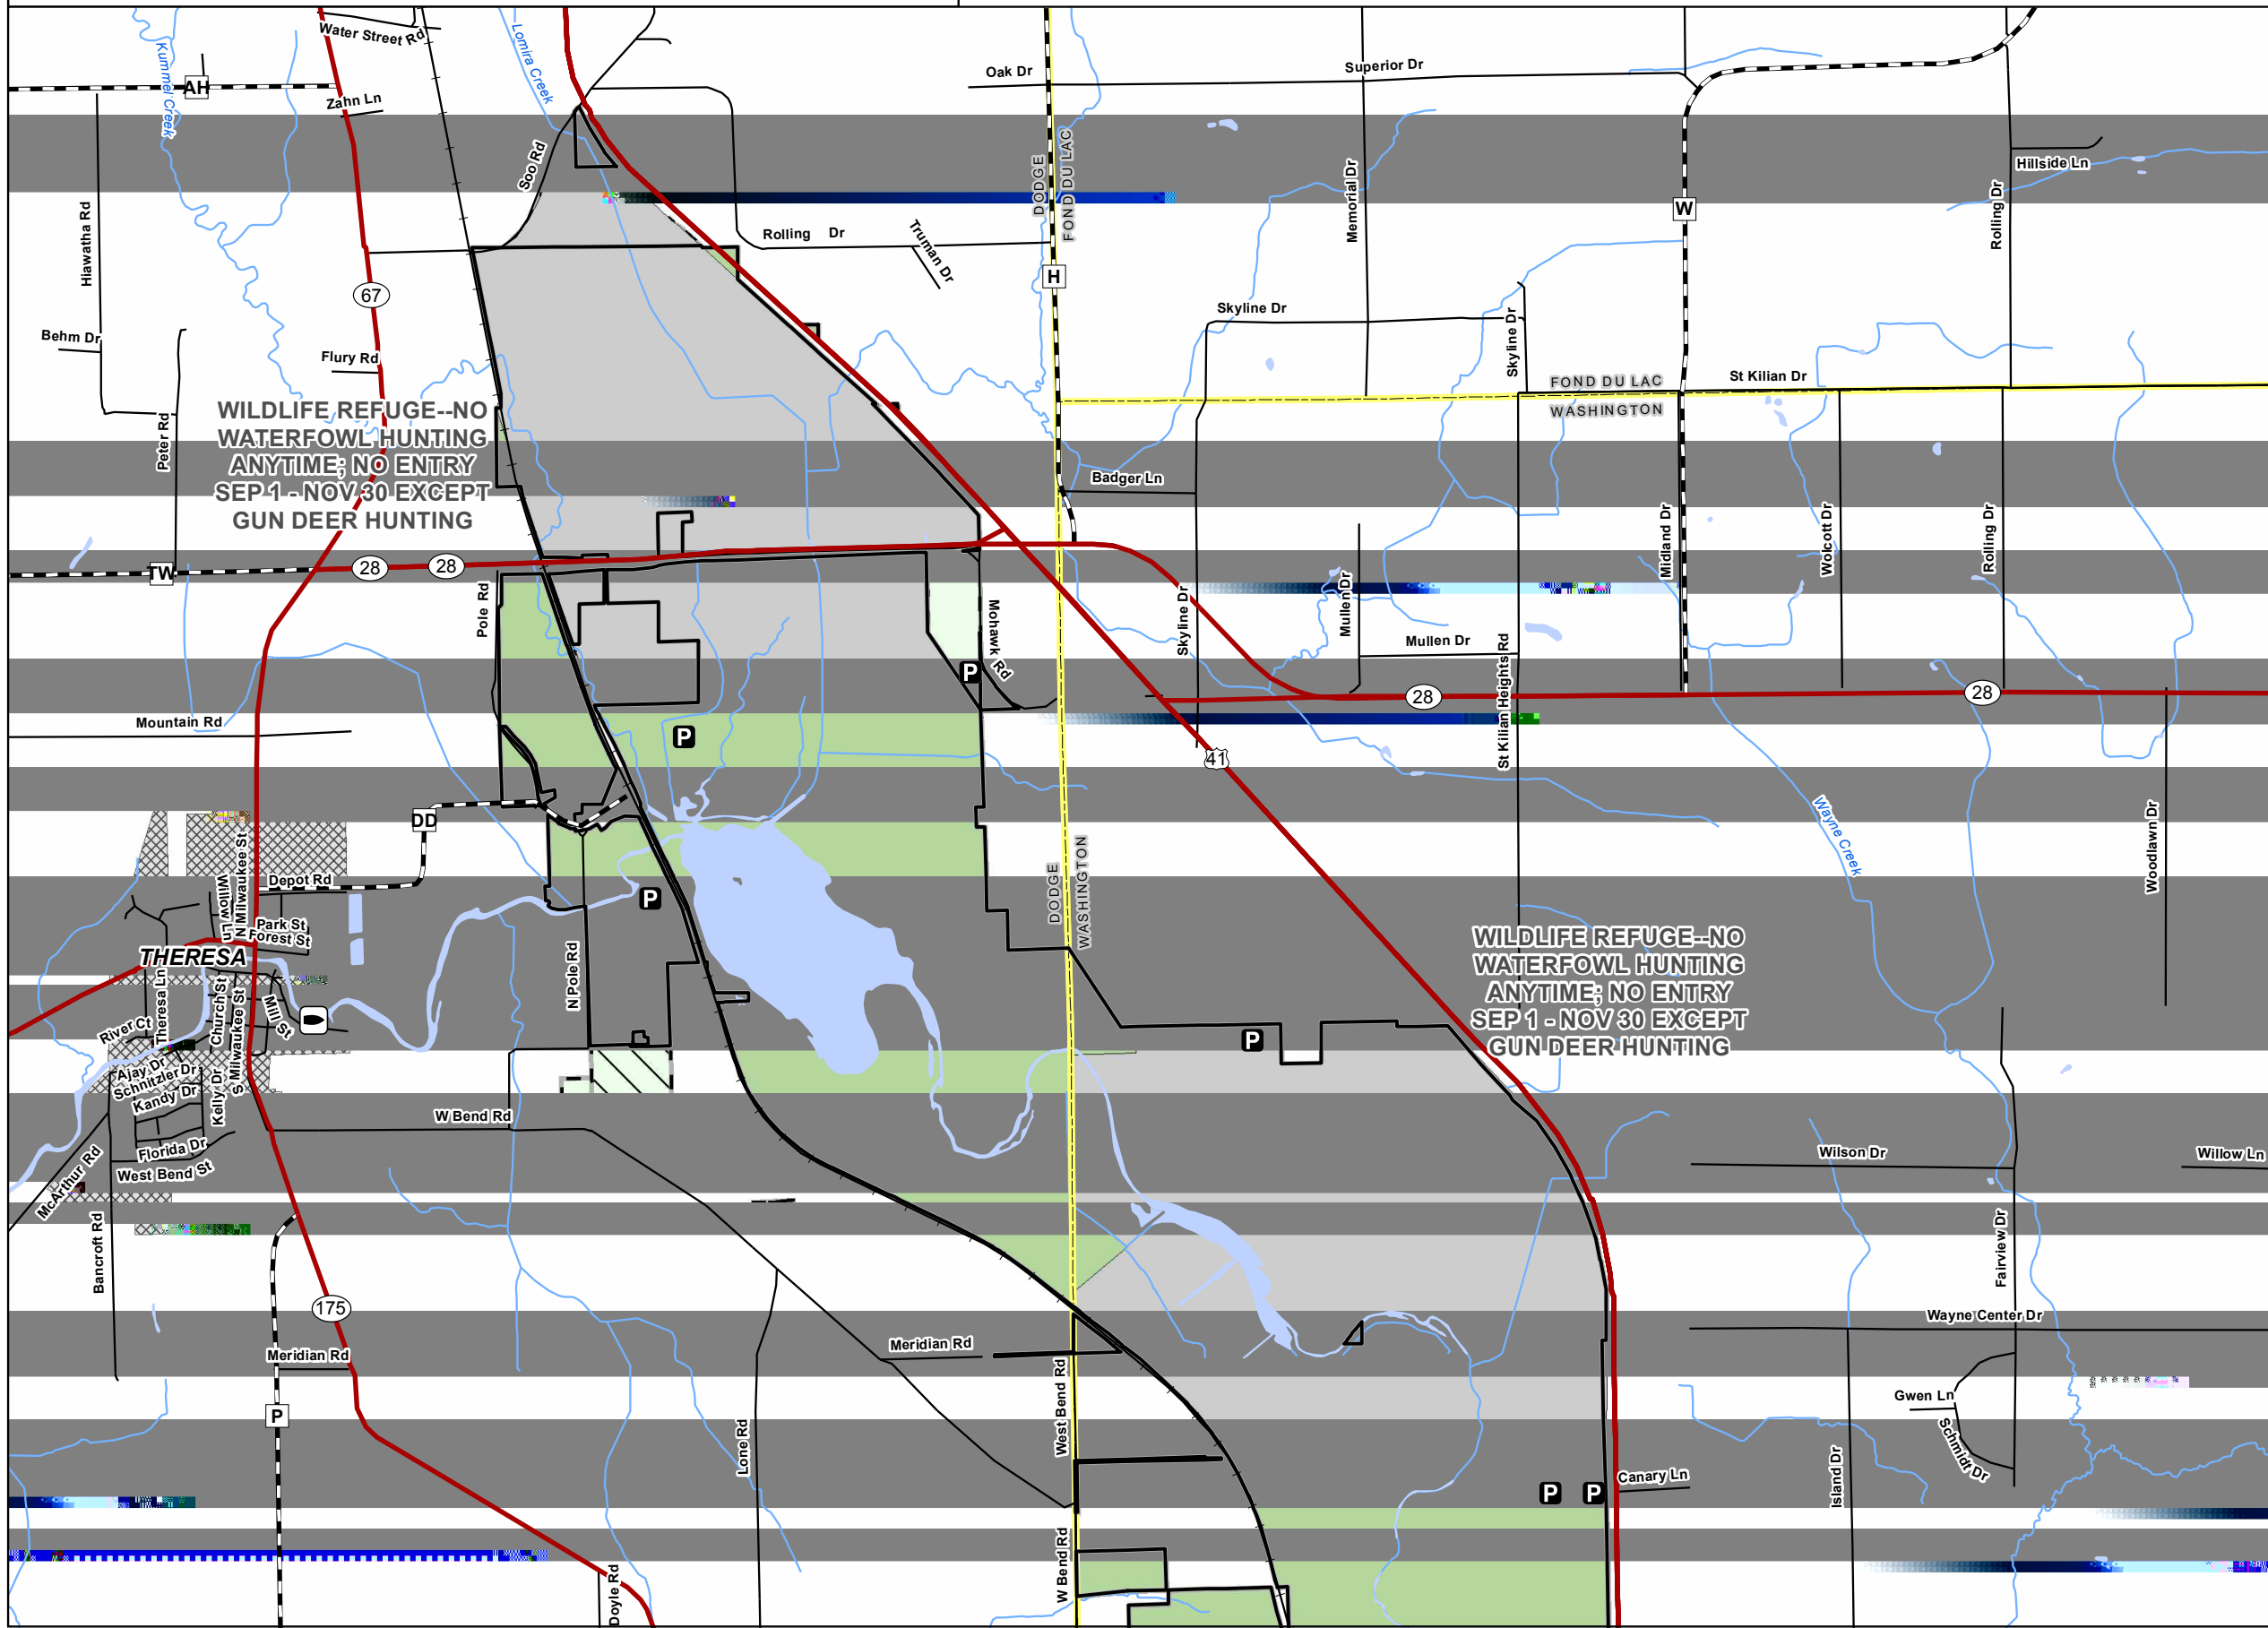 Water Street Rd
Kummel Creek
Lomira Creek
AH
Zahn Ln
Oak Dr
Superior Dr
Soo Rd
DODGE
FOND DU LAC
Memorial Dr
Hillside Ln
Rolling Dr
W
Hiawatha Rd
Rolling Dr
Truman Dr
H
67
Skyline Dr
Skyline Dr
Behm Dr
Flury Rd
FOND DU LAC
WASHINGTON
St Kilian Dr
WILDLIFE REFUGE--NO
WATERFOWL HUNTING
ANYTIME; NO ENTRY
SEP 1 - NOV 30 EXCEPT
GUN DEER HUNTING
Peter Rd
Badger Ln
Midland Dr
Wolcott Dr
Rolling Dr
TW
28
28
Pole Rd
Mohawk Rd
Skyline Dr
Mullen Dr
Mullen Dr
St Kilian Heights Rd
P
28
28
Mountain Rd
P
41
DD
Wayne Creek
Woodlawn Dr
N Milwaukee St
Willow Ln
Depot Rd
Park St
Forest St
P
DODGE
WASHINGTON
THERESA
N Pole Rd
WILDLIFE REFUGE--NO
WATERFOWL HUNTING
ANYTIME; NO ENTRY
SEP 1 - NOV 30 EXCEPT
GUN DEER HUNTING
Theresa Ln
Church St
S Milwaukee St
Mill St
River Ct
P
Ajay Dr
Schnitzler Dr
Kandy Dr
Kelly Dr
W Bend Rd
Florida Dr
West Bend St
McArthur Rd
Wilson Dr
Willow Ln
Bancroft Rd
Fairview Dr
175
Wayne Center Dr
Meridian Rd
Meridian Rd
West Bend Rd
P
Lone Rd
Gwen Ln
Schmidt Dr
Island Dr
Canary Ln
P
P
W Bend Rd
Doyle Rd